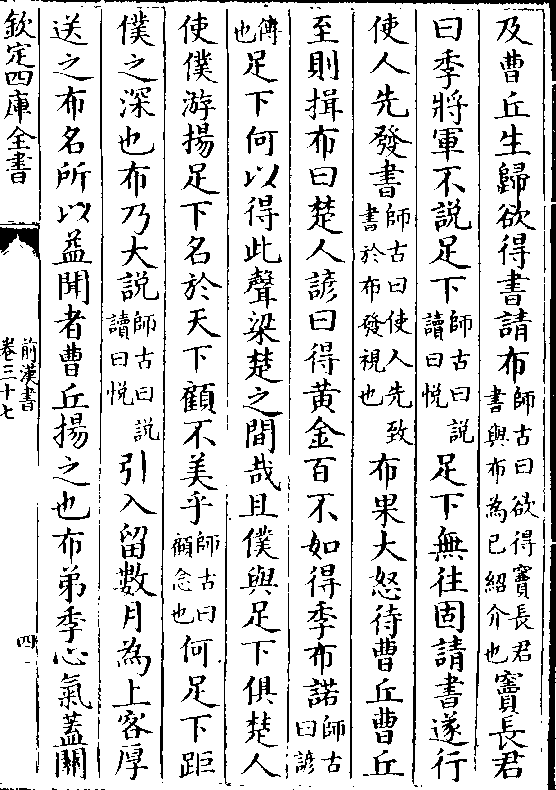 及曹丘生歸欲得書請布師古曰欲得竇長君書與布為已紹介也竇長君
曰季將軍不說足下師古曰說讀曰悅足下無往固請書遂行
使人先發書師古曰使人先致書於布發視也布果大怒待曹丘曹丘
至則揖布曰楚人諺曰得黃金百不如得季布諾師古曰諺
傳也足下何以得此聲梁楚之間哉且僕與足下俱楚人
使僕游揚足下名於天下顧不美乎師古曰顧念也何足下距
僕之深也布乃大說師古曰說讀曰悅引入留數月為上客厚
送之布名所以益聞者曹丘揚之也布弟季心氣蓋關
欽定四庫全書
前漢書
卷三十七
四